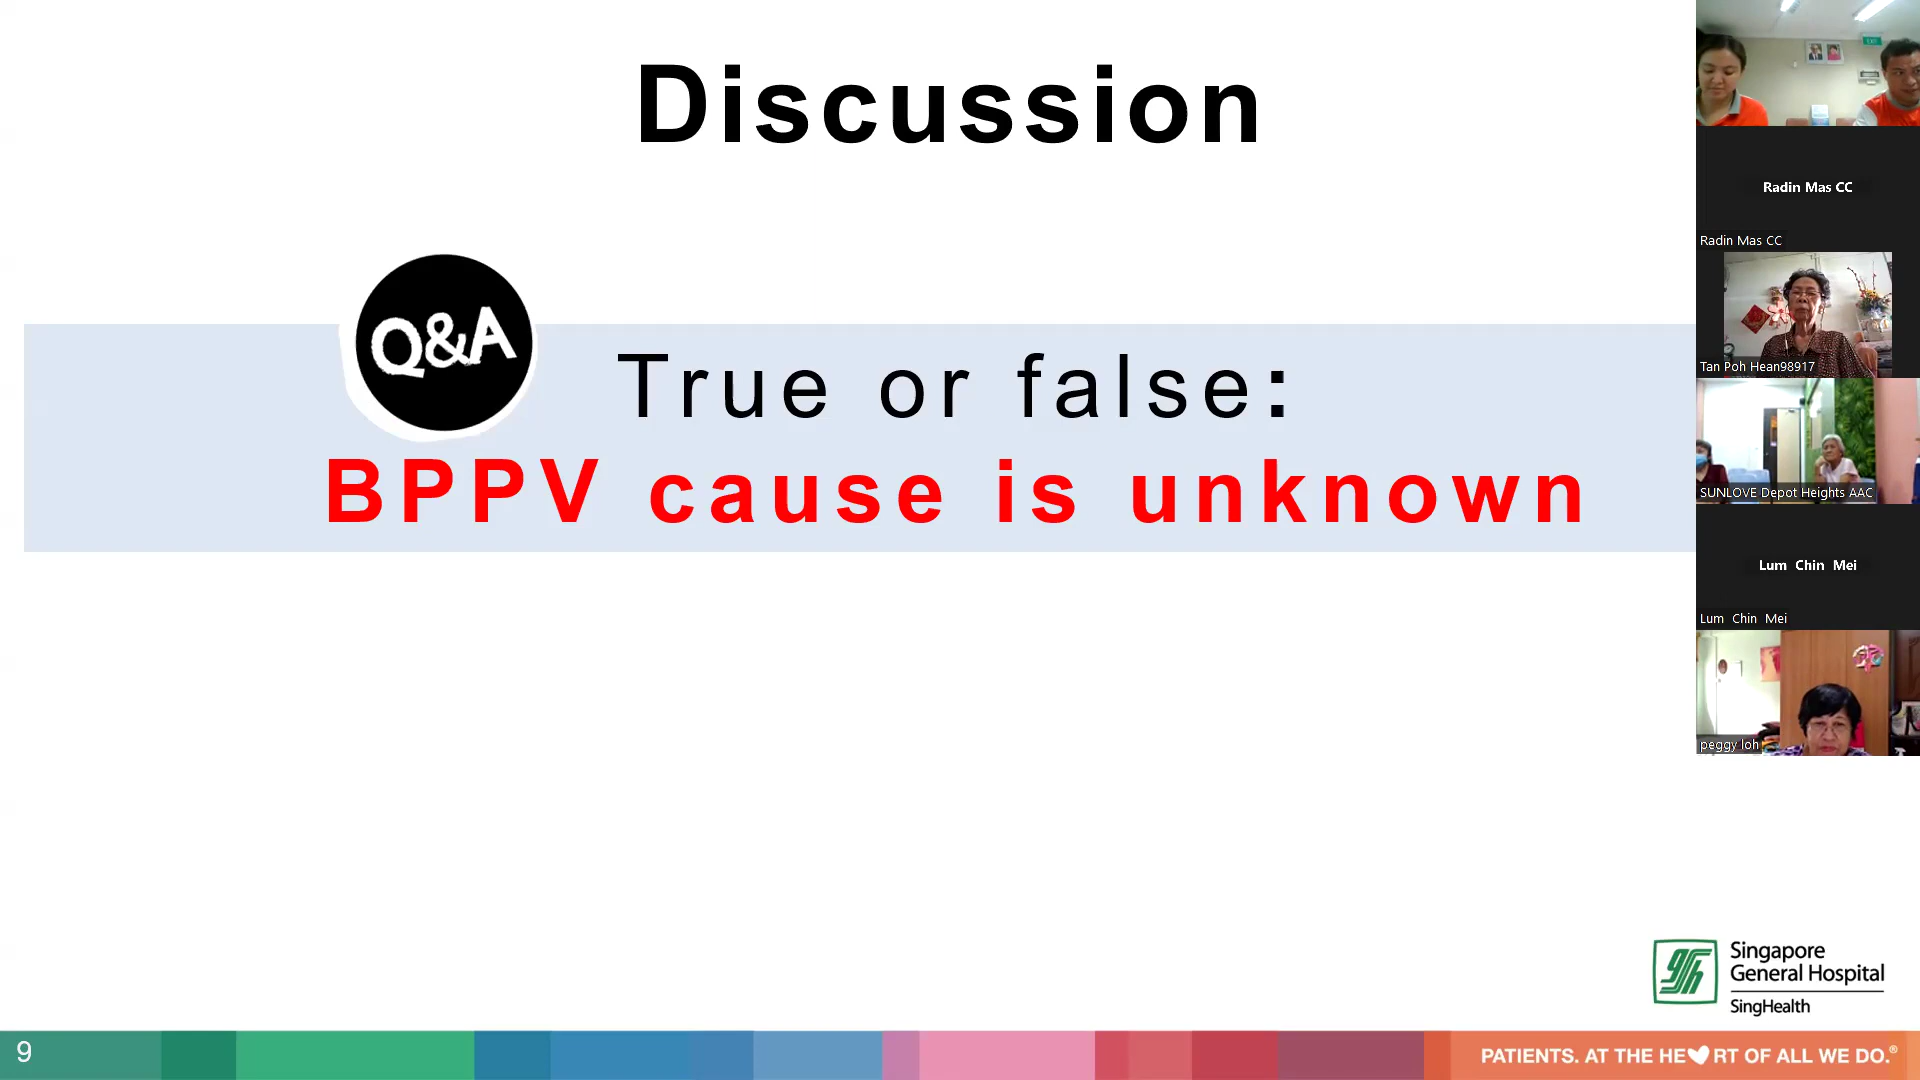 Discussion
Q&A
True or false:
BPPV cause is unknown
Radin Mas CC
Radin Mas CC
Tan Poh Hean98917
SUNLOVE Depot Heights AAC
Lum Chin Mei
Lum Chin Mei
peggy loh
Singapore
General Hospital
SingHealth
9
PATIENTS. AT THE HE RT OF ALL WE DO.®